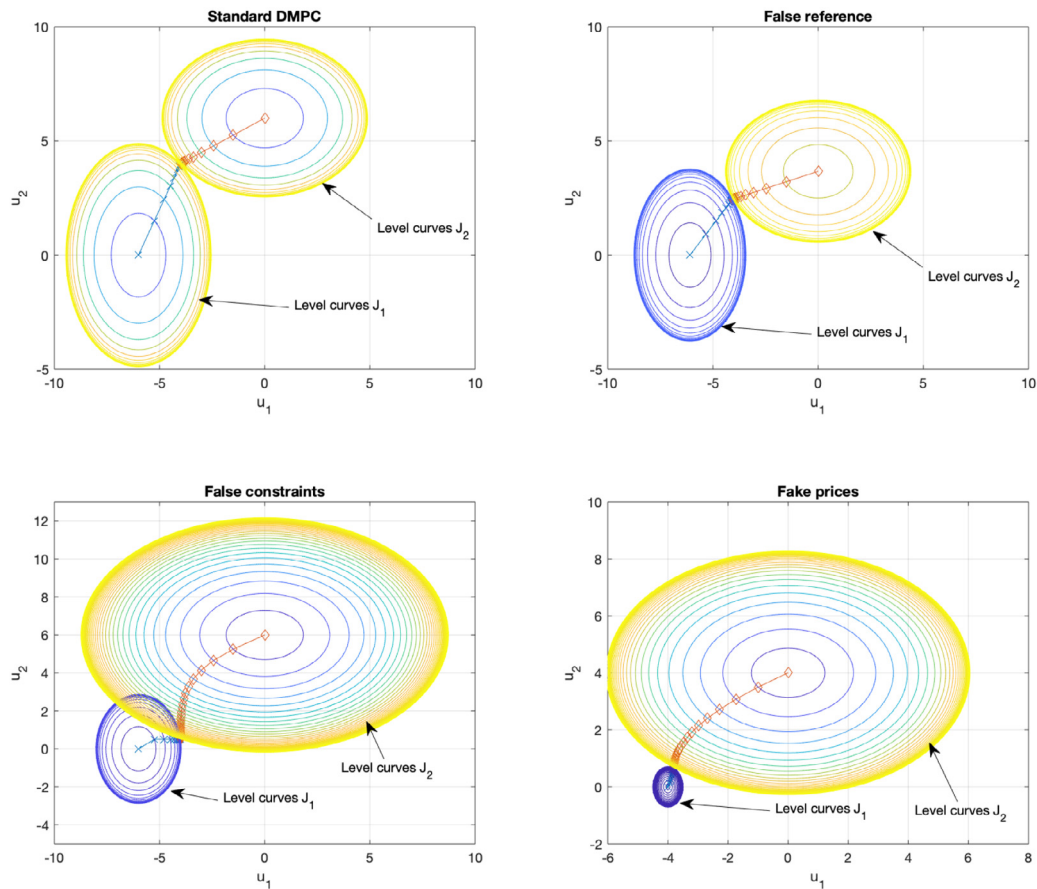 Standard DMPC
10
5
0
-5
-10
-5
0
5
10
u2
u1
Level curves J2
Level curves J1
False reference
10
5
0
-5
-10
-5
0
5
10
u2
u1
Level curves J2
Level curves J1
False constraints
12
10
8
6
4
2
0
-2
-4
-10
-5
0
5
10
u2
u1
Level curves J2
Level curves J1
Fake prices
10
8
6
4
2
0
-2
-6
-4
-2
0
2
4
6
8
u2
u1
Level curves J1
Level curves J2